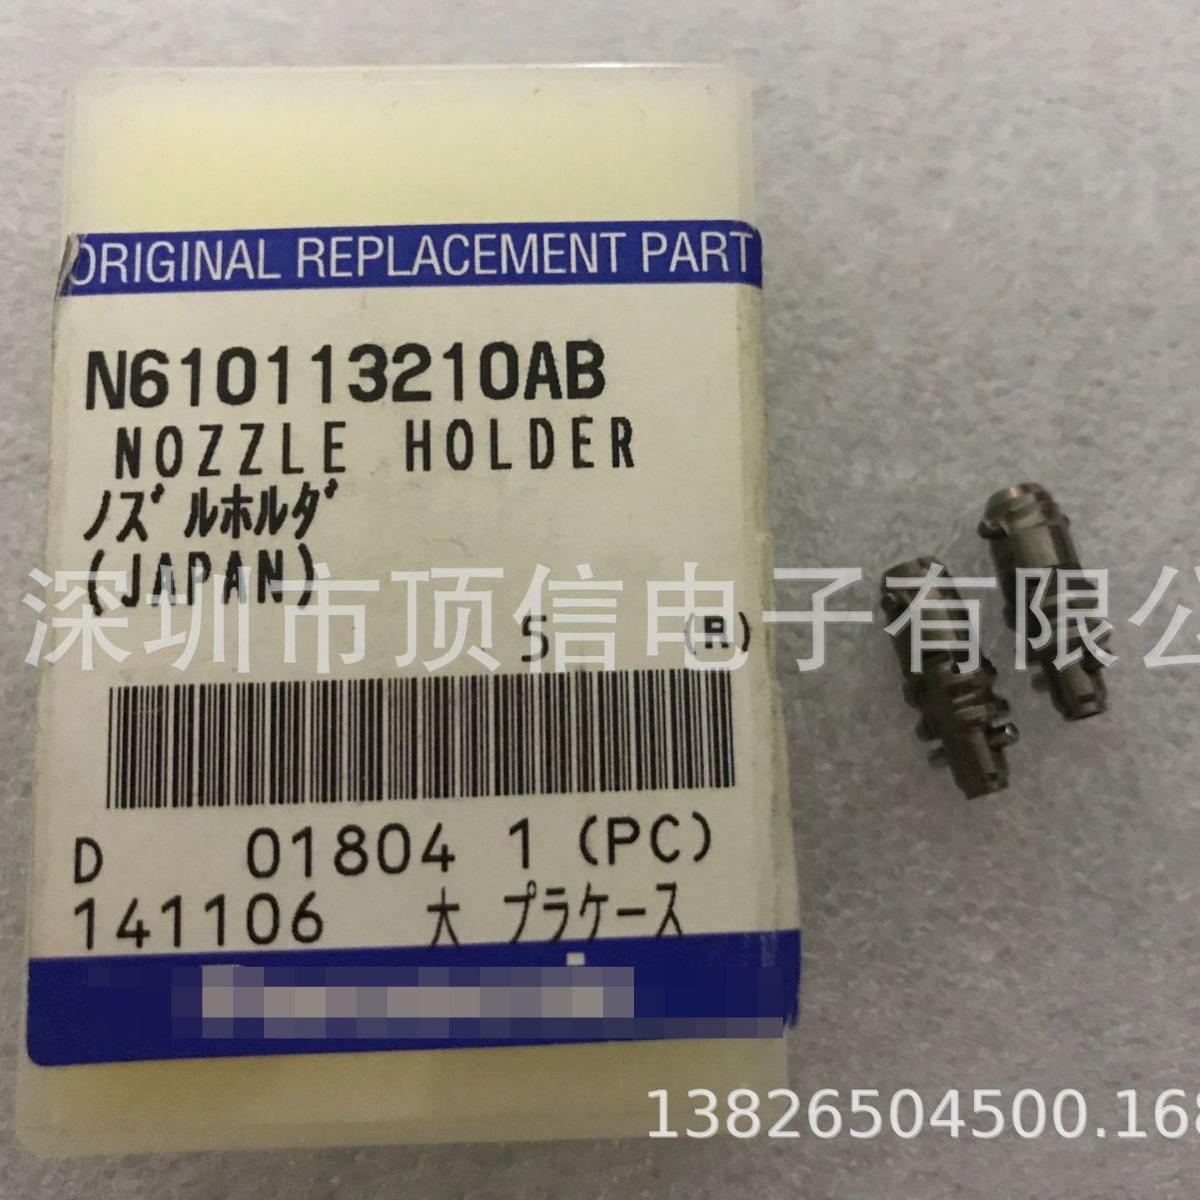 ORIGINAL REPLACEMENT PART
N610113210AB
NOZZLE HOLDER
ノズルホルダ
(JAPAN)
深圳市顶信电子有限公
5 (R)
D 01804 1 (PC)
141106 大 プラケース
13826504500.168